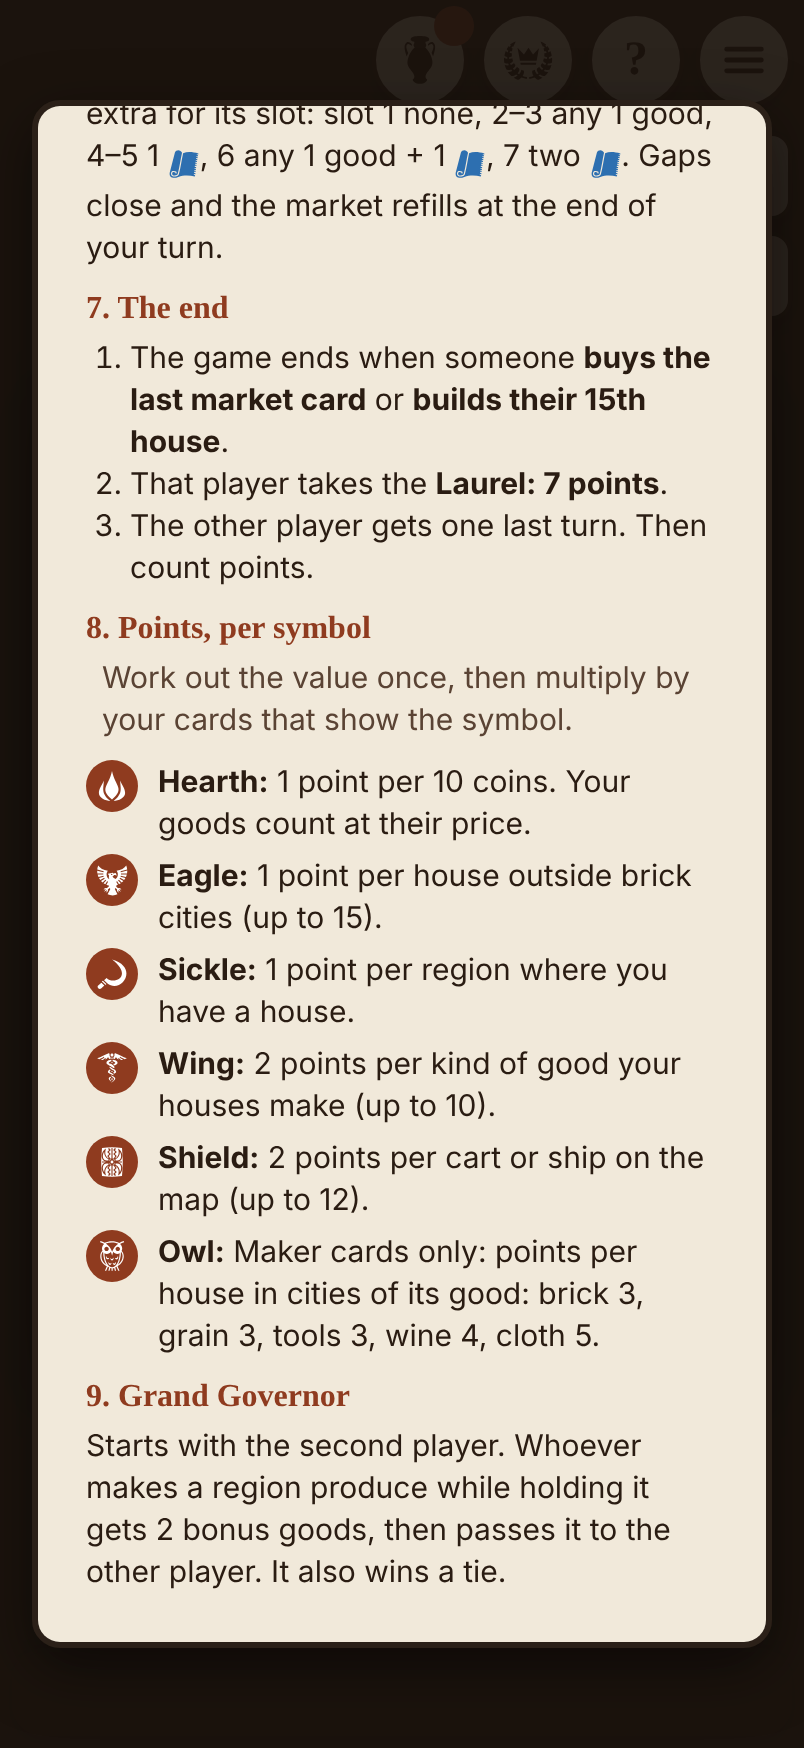 ?
extra for its slot: slot 1 none, 2–3 any 1 good,
4–5 1 , 6 any 1 good + 1 , 7 two . Gaps
close and the market refills at the end of
your turn.
7. The end
1. The game ends when someone buys the
last market card or builds their 15th
house.
2. That player takes the Laurel: 7 points.
3. The other player gets one last turn. Then
count points.
8. Points, per symbol
Work out the value once, then multiply by
your cards that show the symbol.
Hearth: 1 point per 10 coins. Your
goods count at their price.
Eagle: 1 point per house outside brick
cities (up to 15).
Sickle: 1 point per region where you
have a house.
Wing: 2 points per kind of good your
houses make (up to 10).
Shield: 2 points per cart or ship on the
map (up to 12).
Owl: Maker cards only: points per
house in cities of its good: brick 3,
grain 3, tools 3, wine 4, cloth 5.
9. Grand Governor
Starts with the second player. Whoever
makes a region produce while holding it
gets 2 bonus goods, then passes it to the
other player. It also wins a tie.